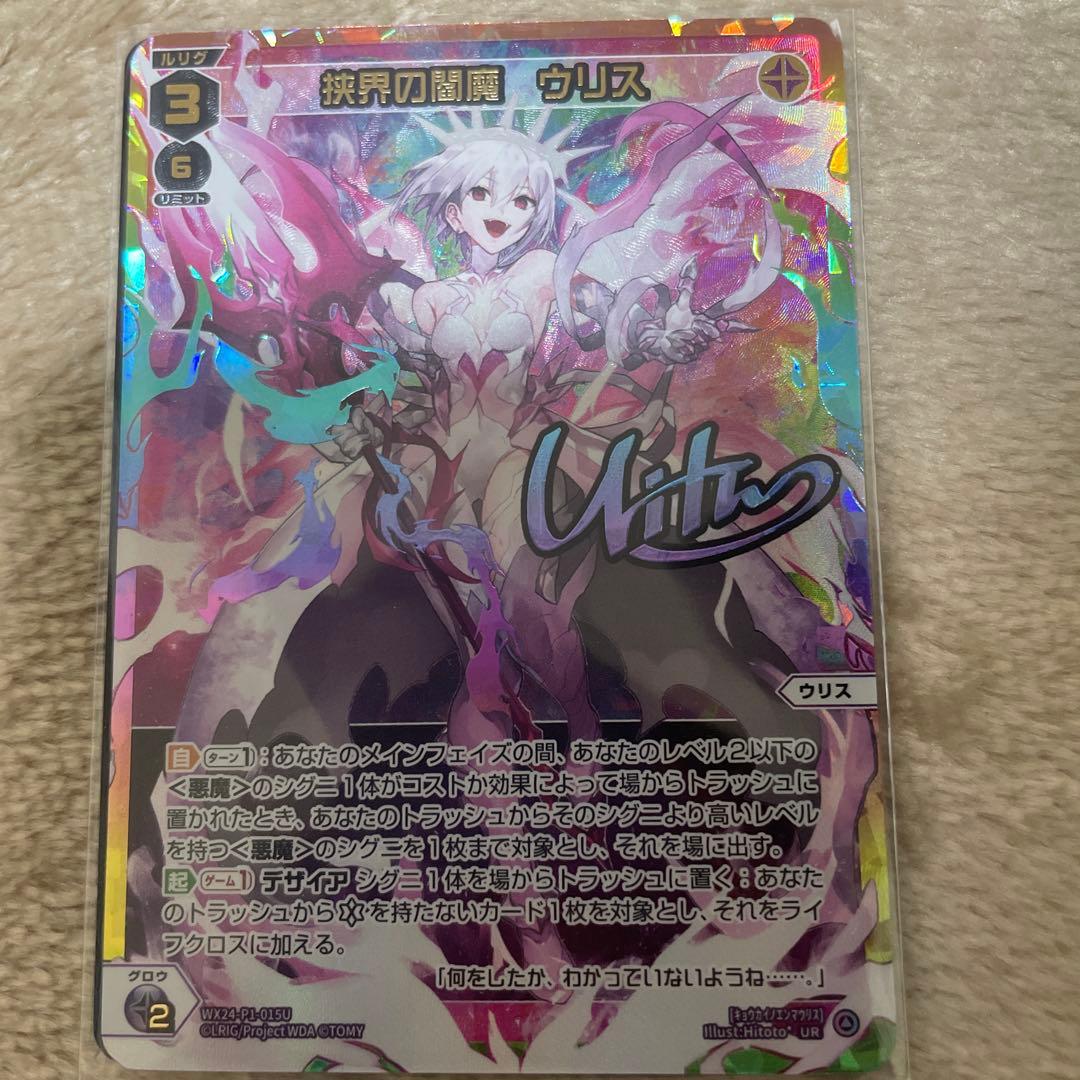 ルリグ
3
挟界の閻魔 ウリス
6
リミット
ウリス
自 ターン1 :あなたのメインフェイズの間、あなたのレベル2以下の
<悪魔>のシグニ1体がコストか効果によって場からトラッシュに
置かれたとき、あなたのトラッシュからそのシグニより高いレベル
を持つ<悪魔>のシグニを1枚まで対象とし、それを場に出す。
起 ゲーム1 デザイア シグニ1体を場からトラッシュに置く:あなた
のトラッシュから を持たないカード1枚を対象とし、それをライ
フクロスに加える。
「何をしたか、わかっていないようね……。」
グロウ
2
WX24-P1-015U
©LRIG/Project WDA ©TOMY
[キョウカイノエンマウリス]
Illust:Hitoto* UR